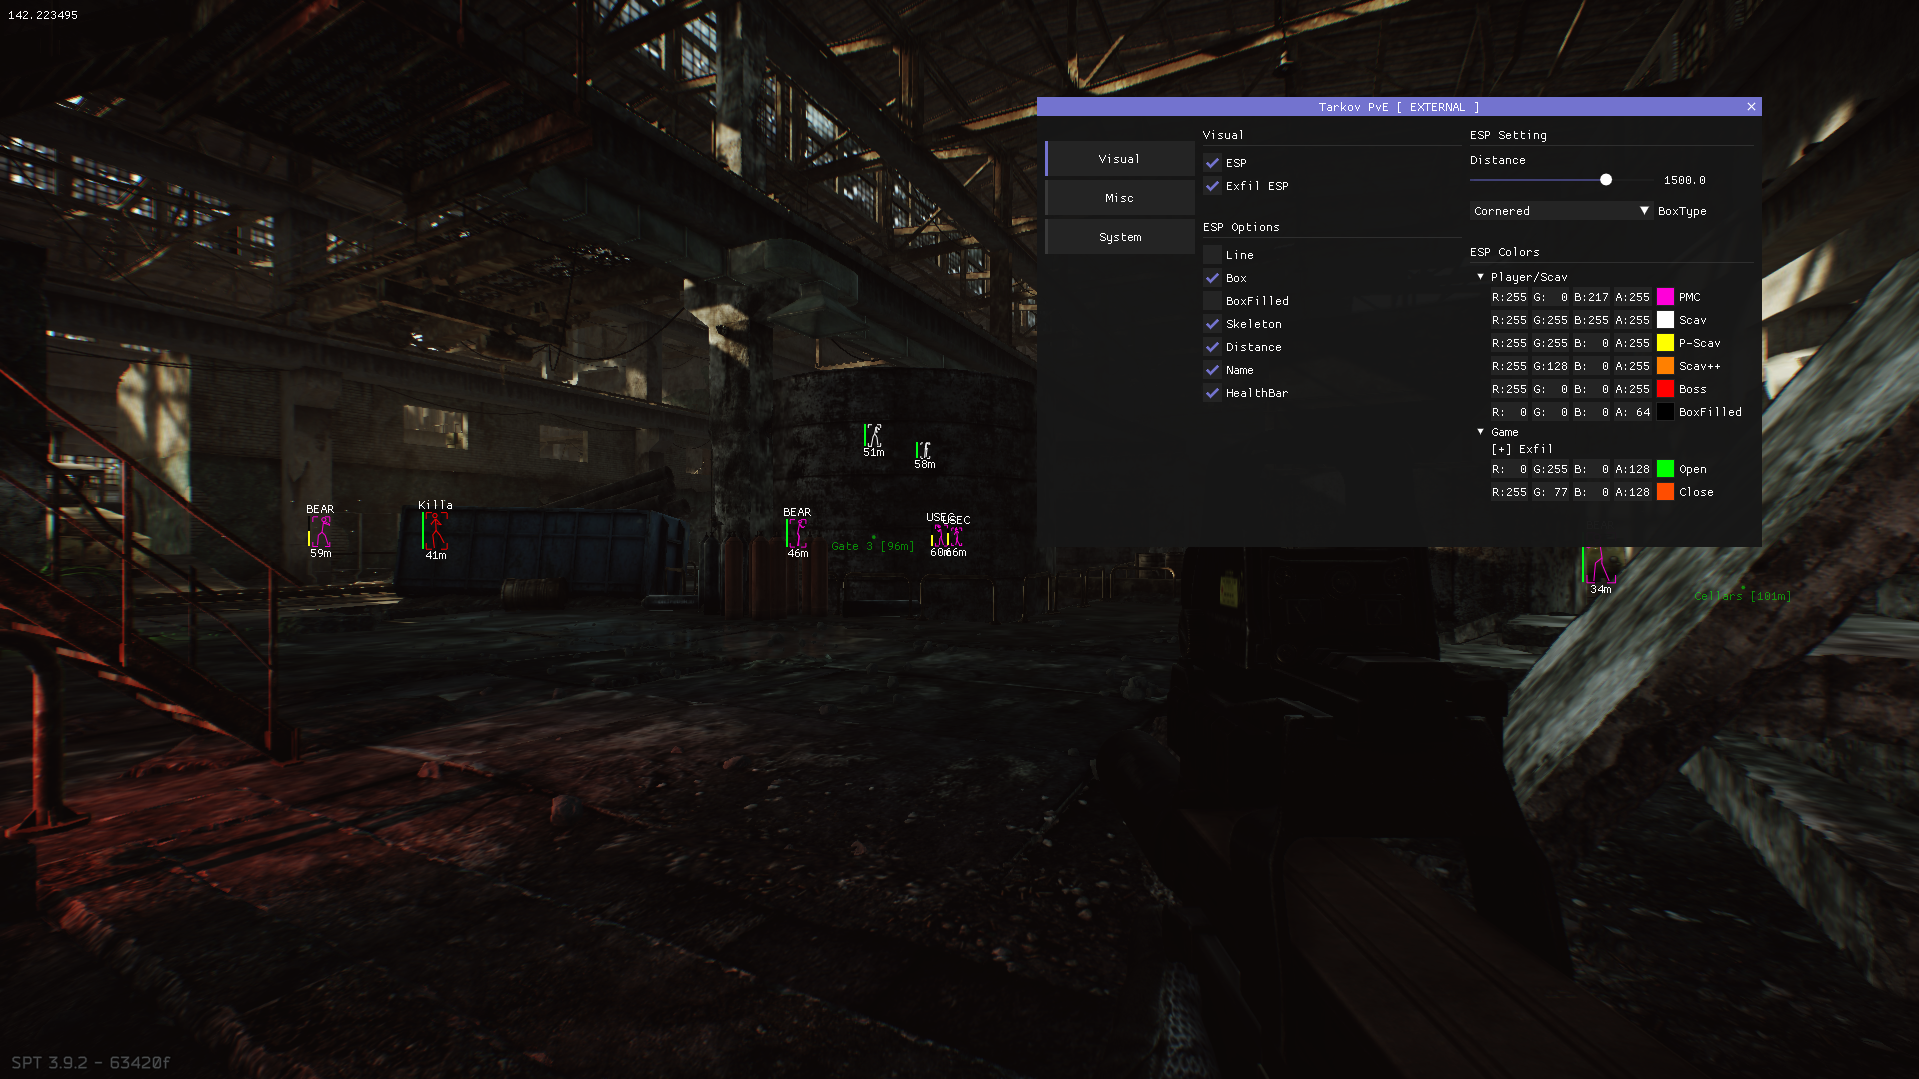 142.223495
Tarkov PvE [ EXTERNAL ]
Visual
Misc
System
Visual
ESP
Exfil ESP
ESP Options
Line
Box
BoxFilled
Skeleton
Distance
Name
HealthBar
ESP Setting
Distance
1500.0
Cornered BoxType
ESP Colors
Player/Scav
R:255 G: 0 B:217 A:255 PMC
R:255 G:255 B:255 A:255 Scav
R:255 G:255 B: 0 A:255 P-Scav
R:255 G:128 B: 0 A:255 Scav++
R:255 G: 0 B: 0 A:255 Boss
R: 0 G: 0 B: 0 A: 64 BoxFilled
Game
[+] Exfil
R: 0 G:255 B: 0 A:128 Open
R:255 G: 77 B: 0 A:128 Close
51m
58m
BEAR
59m
Killa
41m
BEAR
46m
Gate 3 [96m]
USEC
60m
USEC
66m
34m
Cellars [101m]
SPT 3.9.2 - 63420f